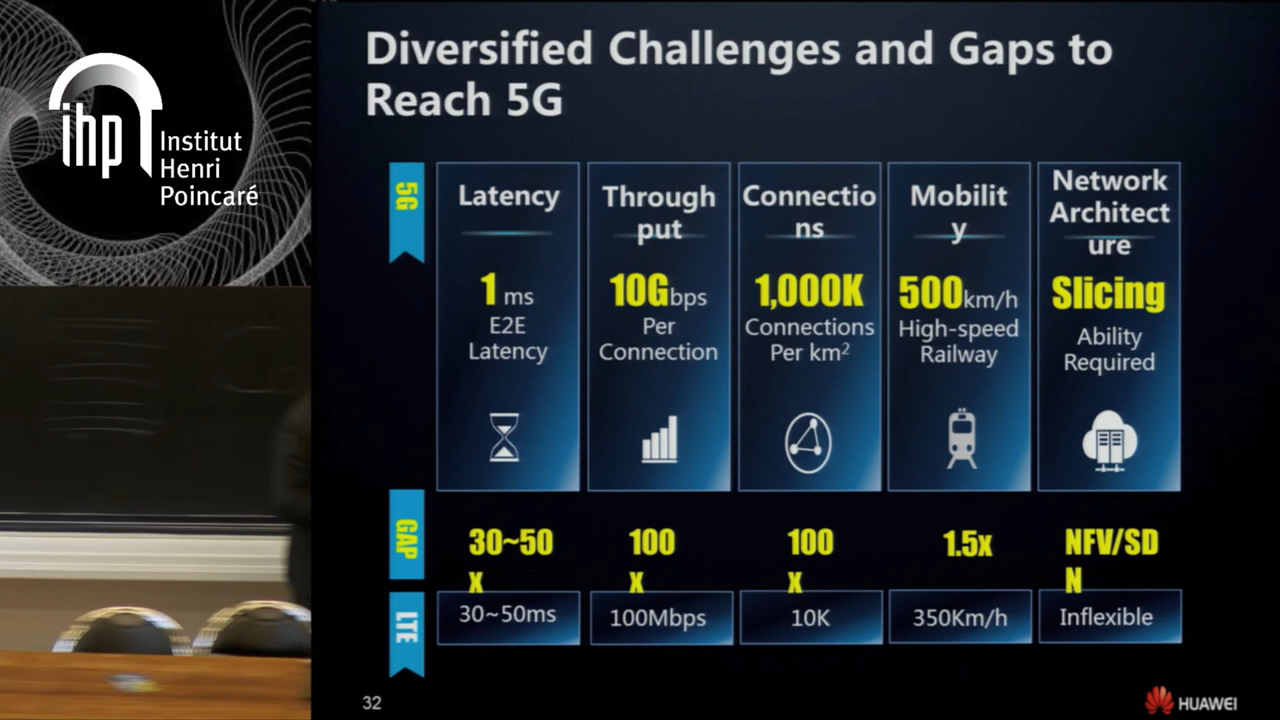 ihp
Institut
Henri
Poincaré
Diversified Challenges and Gaps to
Reach 5G
5G
Latency
1 ms
E2E
Latency
Through
put
10Gbps
Per
Connection
Connectio
ns
1,000K
Connections
Per km²
Mobilit
y
500km/h
High-speed
Railway
Network
Architect
ure
Slicing
Ability
Required
GAP
30~50
X
100
X
100
X
1.5x
NFV/SD
N
LTE
30~50ms
100Mbps
10K
350Km/h
Inflexible
32
HUAWEI